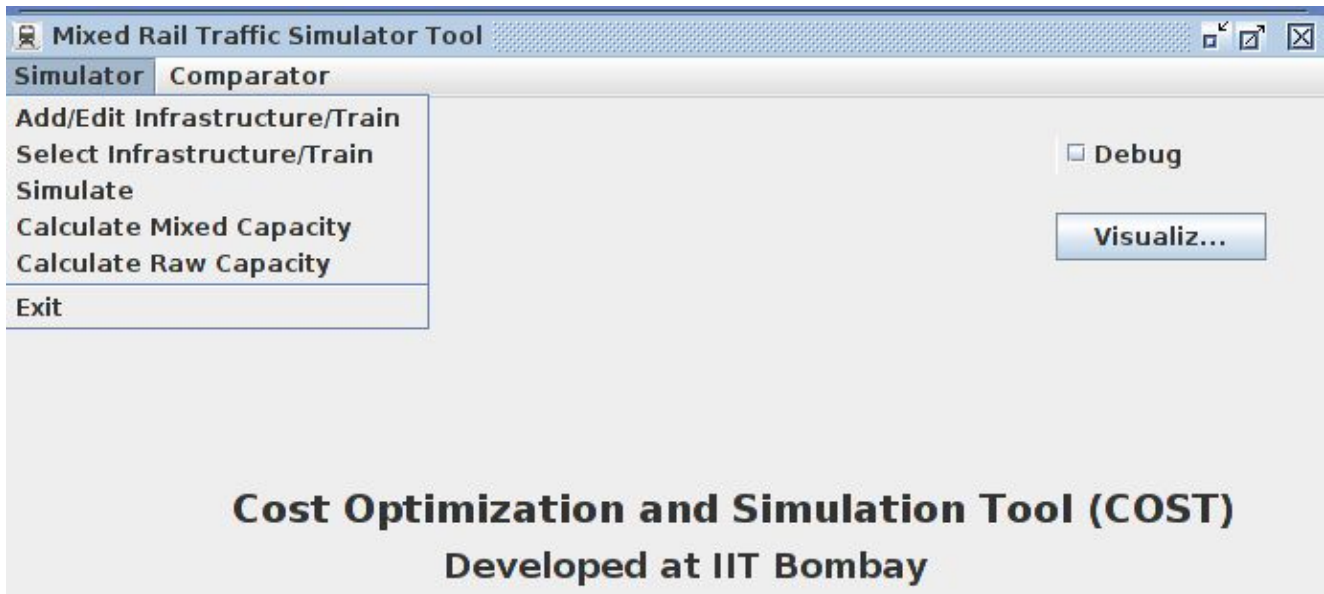 Mixed Rail Traffic Simulator Tool
Simulator Comparator
Add/Edit Infrastructure/Train
Select Infrastructure/Train
Simulate
Calculate Mixed Capacity
Calculate Raw Capacity
Exit
Debug
Visualiz...
Cost Optimization and Simulation Tool (COST)
Developed at IIT Bombay